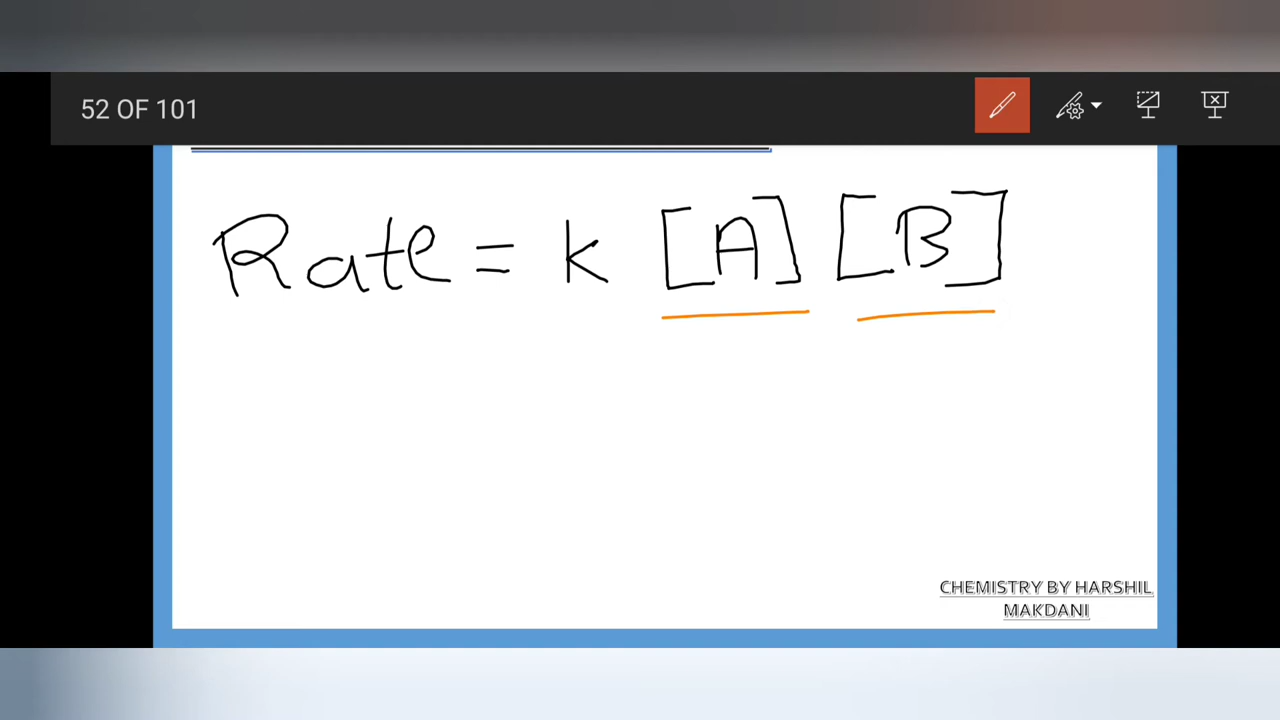 52 OF 101
Rate = k [A] [B]
CHEMISTRY BY HARSHIL
MAKDANI